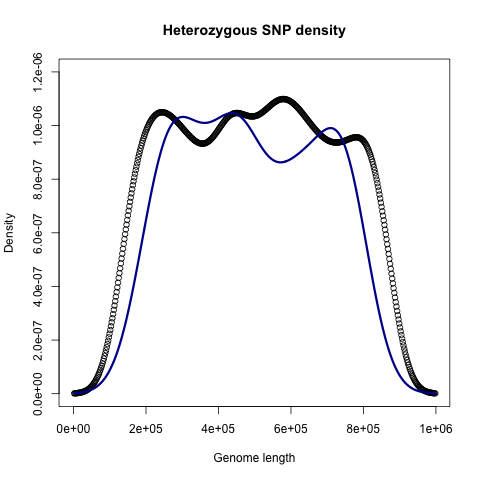 Heterozygous SNP density
Density
1.2e-06
1.0e-06
8.0e-07
6.0e-07
4.0e-07
2.0e-07
0.0e+00
0e+00 2e+05 4e+05 6e+05 8e+05 1e+06
Genome length